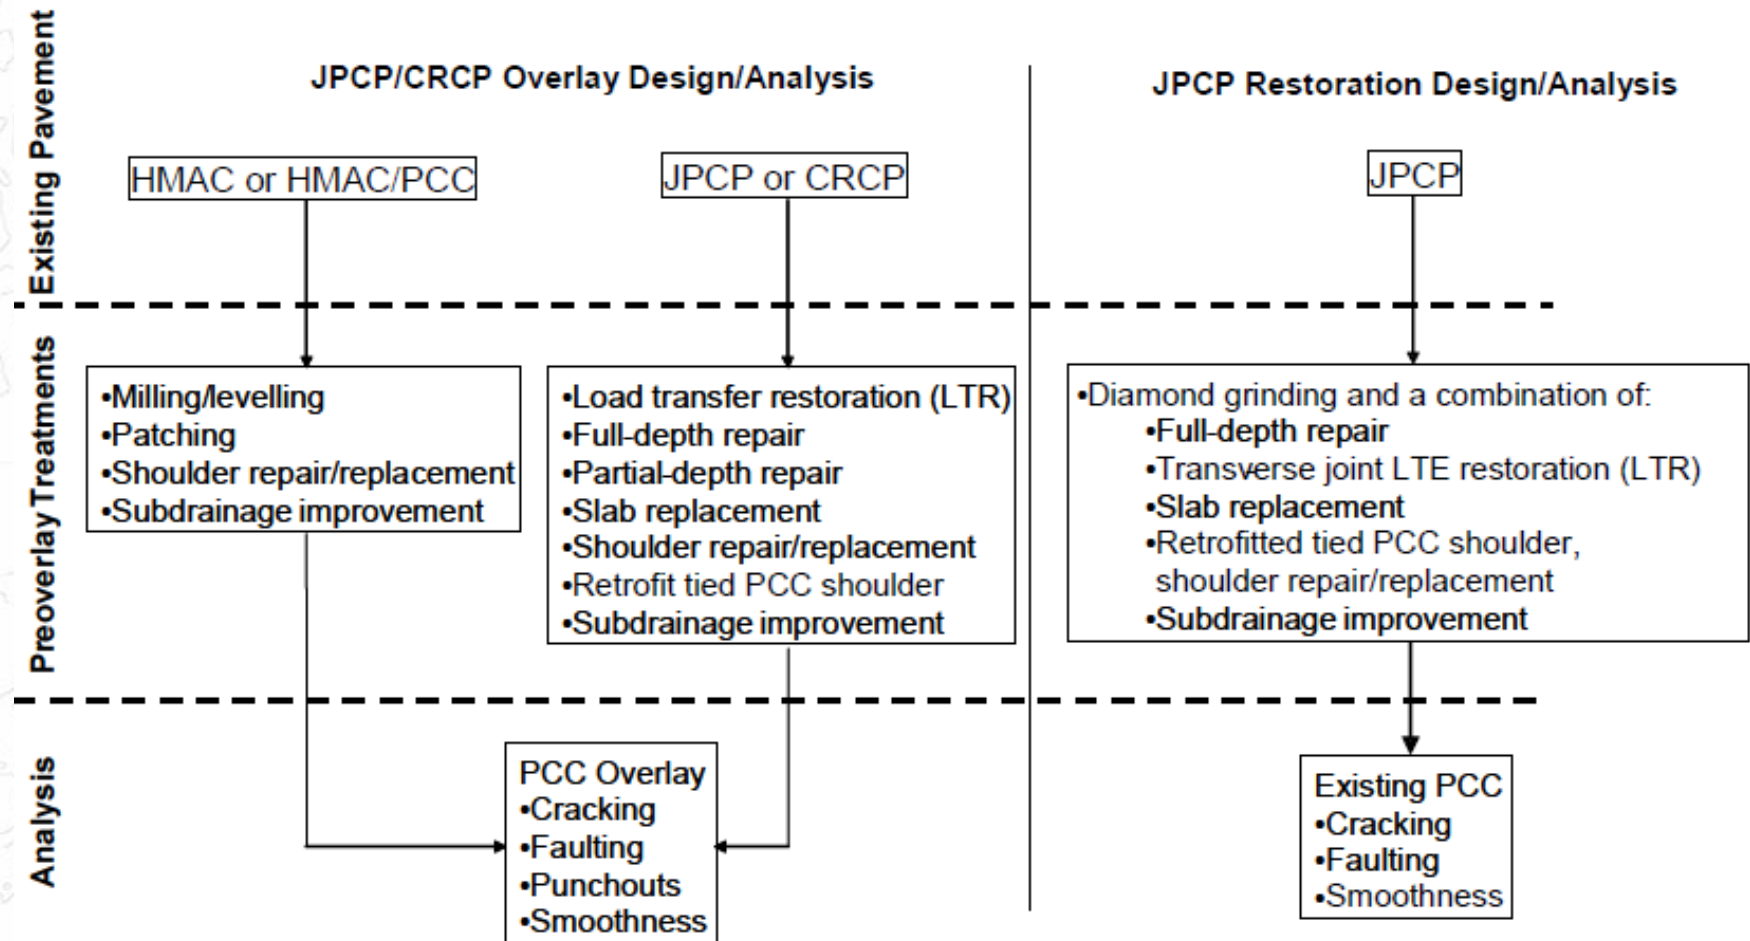 JPCP/CRCP Overlay Design/Analysis
JPCP Restoration Design/Analysis
Existing Pavement
HMAC or HMAC/PCC
JPCP or CRCP
JPCP
Preoverlay Treatments
•Milling/levelling
•Patching
•Shoulder repair/replacement
•Subdrainage improvement
•Load transfer restoration (LTR)
•Full-depth repair
•Partial-depth repair
•Slab replacement
•Shoulder repair/replacement
•Retrofit tied PCC shoulder
•Subdrainage improvement
•Diamond grinding and a combination of:
•Full-depth repair
•Transverse joint LTE restoration (LTR)
•Slab replacement
•Retrofitted tied PCC shoulder,
shoulder repair/replacement
•Subdrainage improvement
Analysis
PCC Overlay
•Cracking
•Faulting
•Punchouts
•Smoothness
Existing PCC
•Cracking
•Faulting
•Smoothness